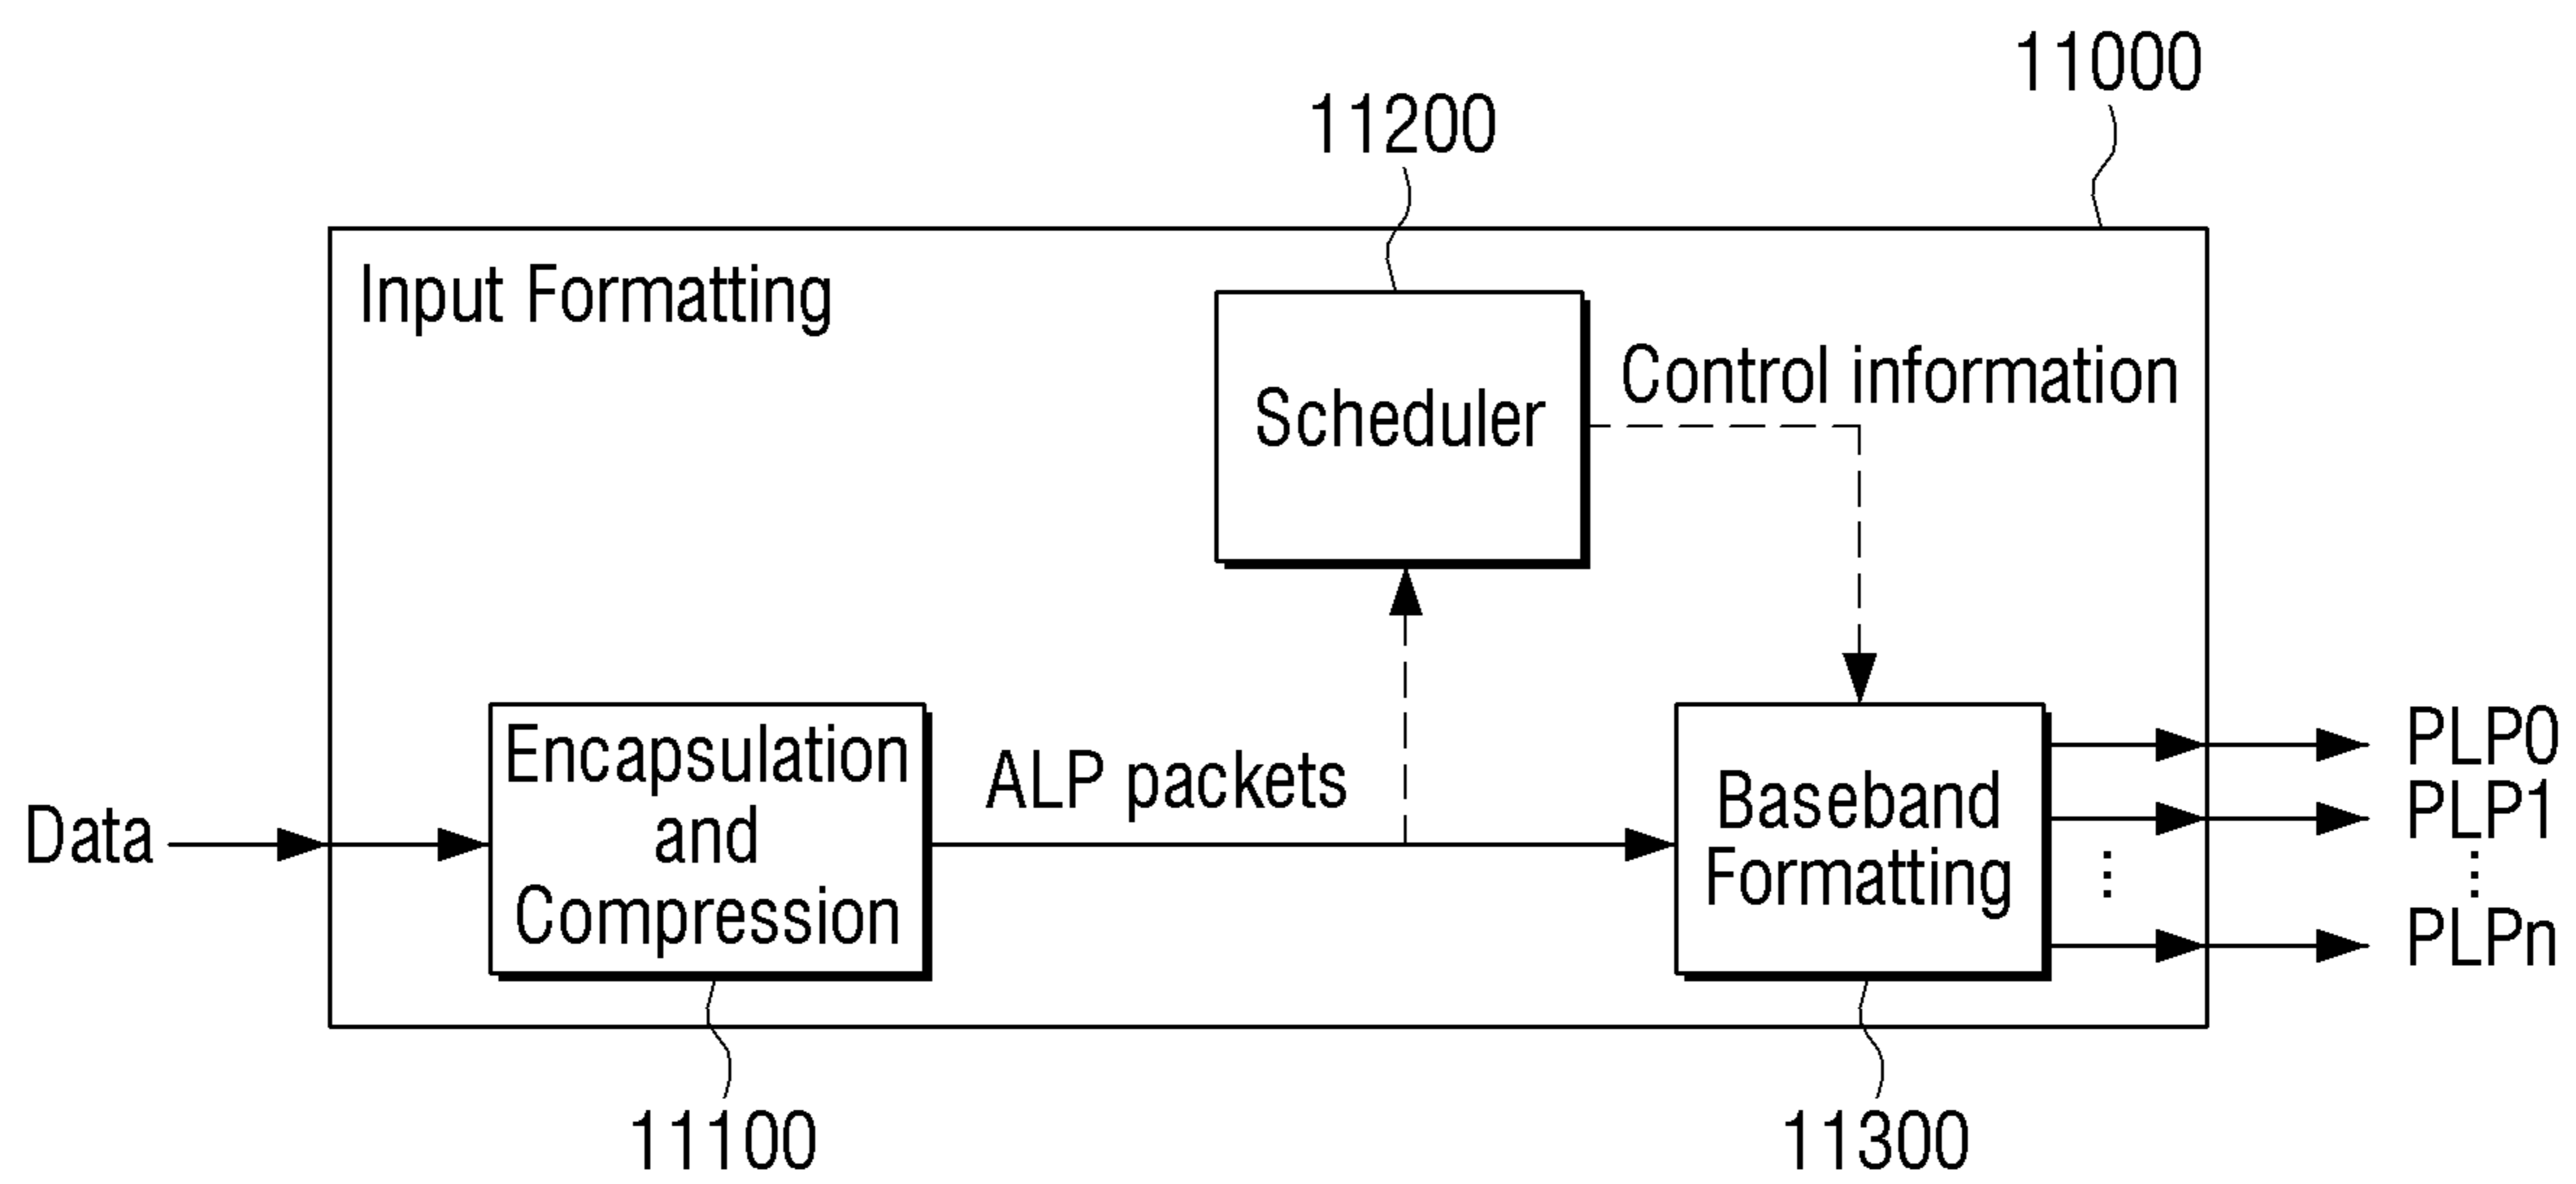 11000
11200
Input Formatting
Scheduler
Control information
Encapsulation
and
Compression
ALP packets
Data
Baseband
Formatting
PLP0
PLP1
PLPn
11100
11300